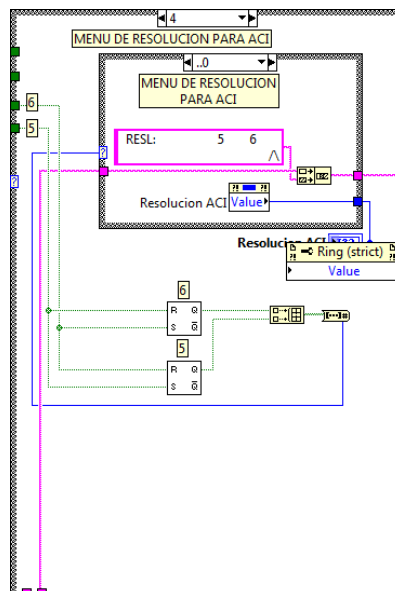 4
MENU DE RESOLUCION PARA ACI
..0
MENU DE RESOLUCION
PARA ACI
6
5
RESL: 5 6
Resolucion ACI
Value
Resolucion ACI
Ring (strict)
Value
6
R Q
S Q̅
5
R Q
S Q̅